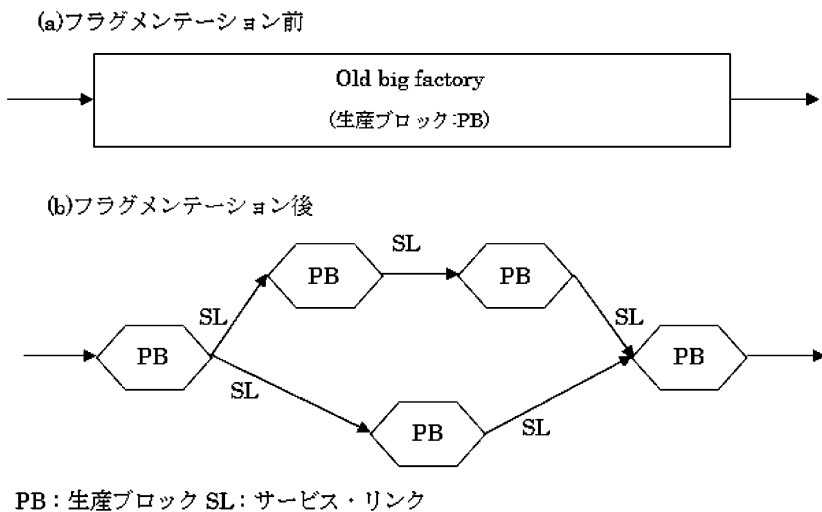 (a)フラグメンテーション前
Old big factory
(生産ブロック:PB)
(b)フラグメンテーション後
SL
PB
PB
SL
SL
PB
PB
SL
PB
SL
PB：生産ブロック SL：サービス・リンク